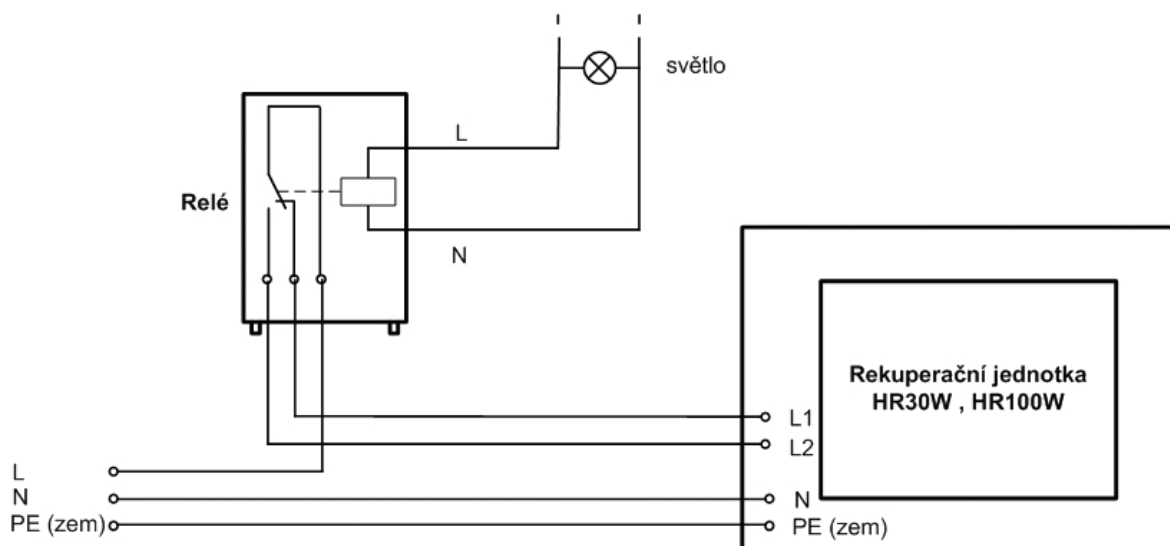 světlo
L
Relé
N
Rekuperační jednotka
HR30W , HR100W
L1
L2
L
N
PE (zem)
N
PE (zem)